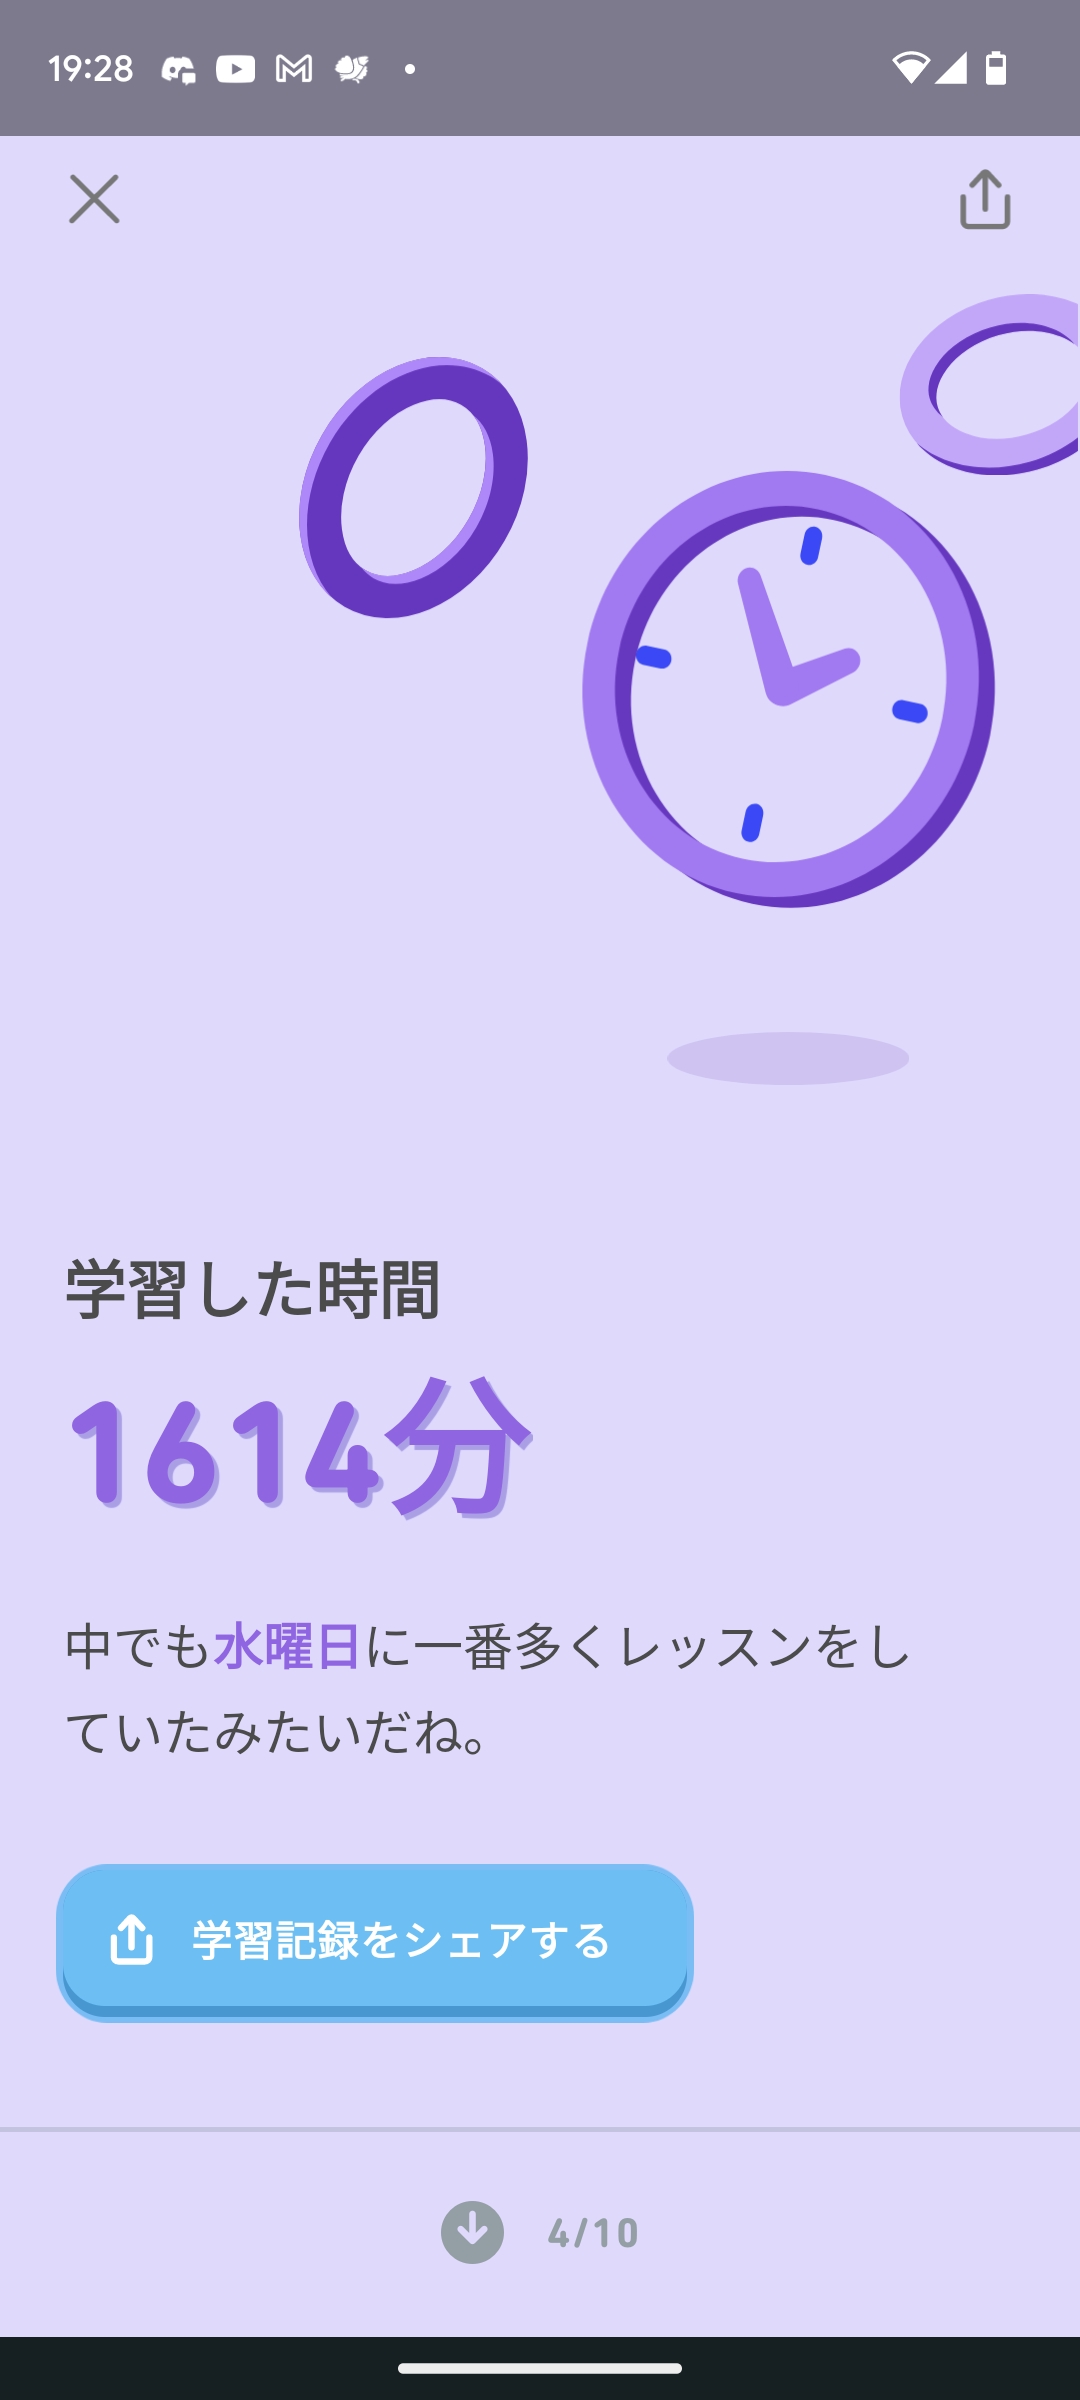 19:28
学習した時間
1614分
中でも水曜日に一番多くレッスンをし
ていたみたいだね。
学習記録をシェアする
4/10